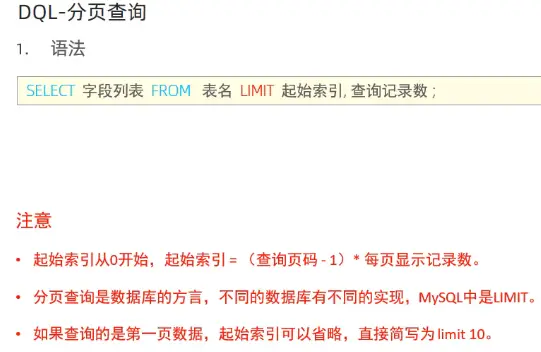 DQL-分页查询
1. 语法
SELECT 字段列表 FROM 表名 LIMIT 起始索引, 查询记录数 ;
注意
• 起始索引从0开始，起始索引 = （查询页码 - 1）* 每页显示记录数。
• 分页查询是数据库的方言，不同的数据库有不同的实现，MySQL中是LIMIT。
• 如果查询的是第一页数据，起始索引可以省略，直接简写为 limit 10。